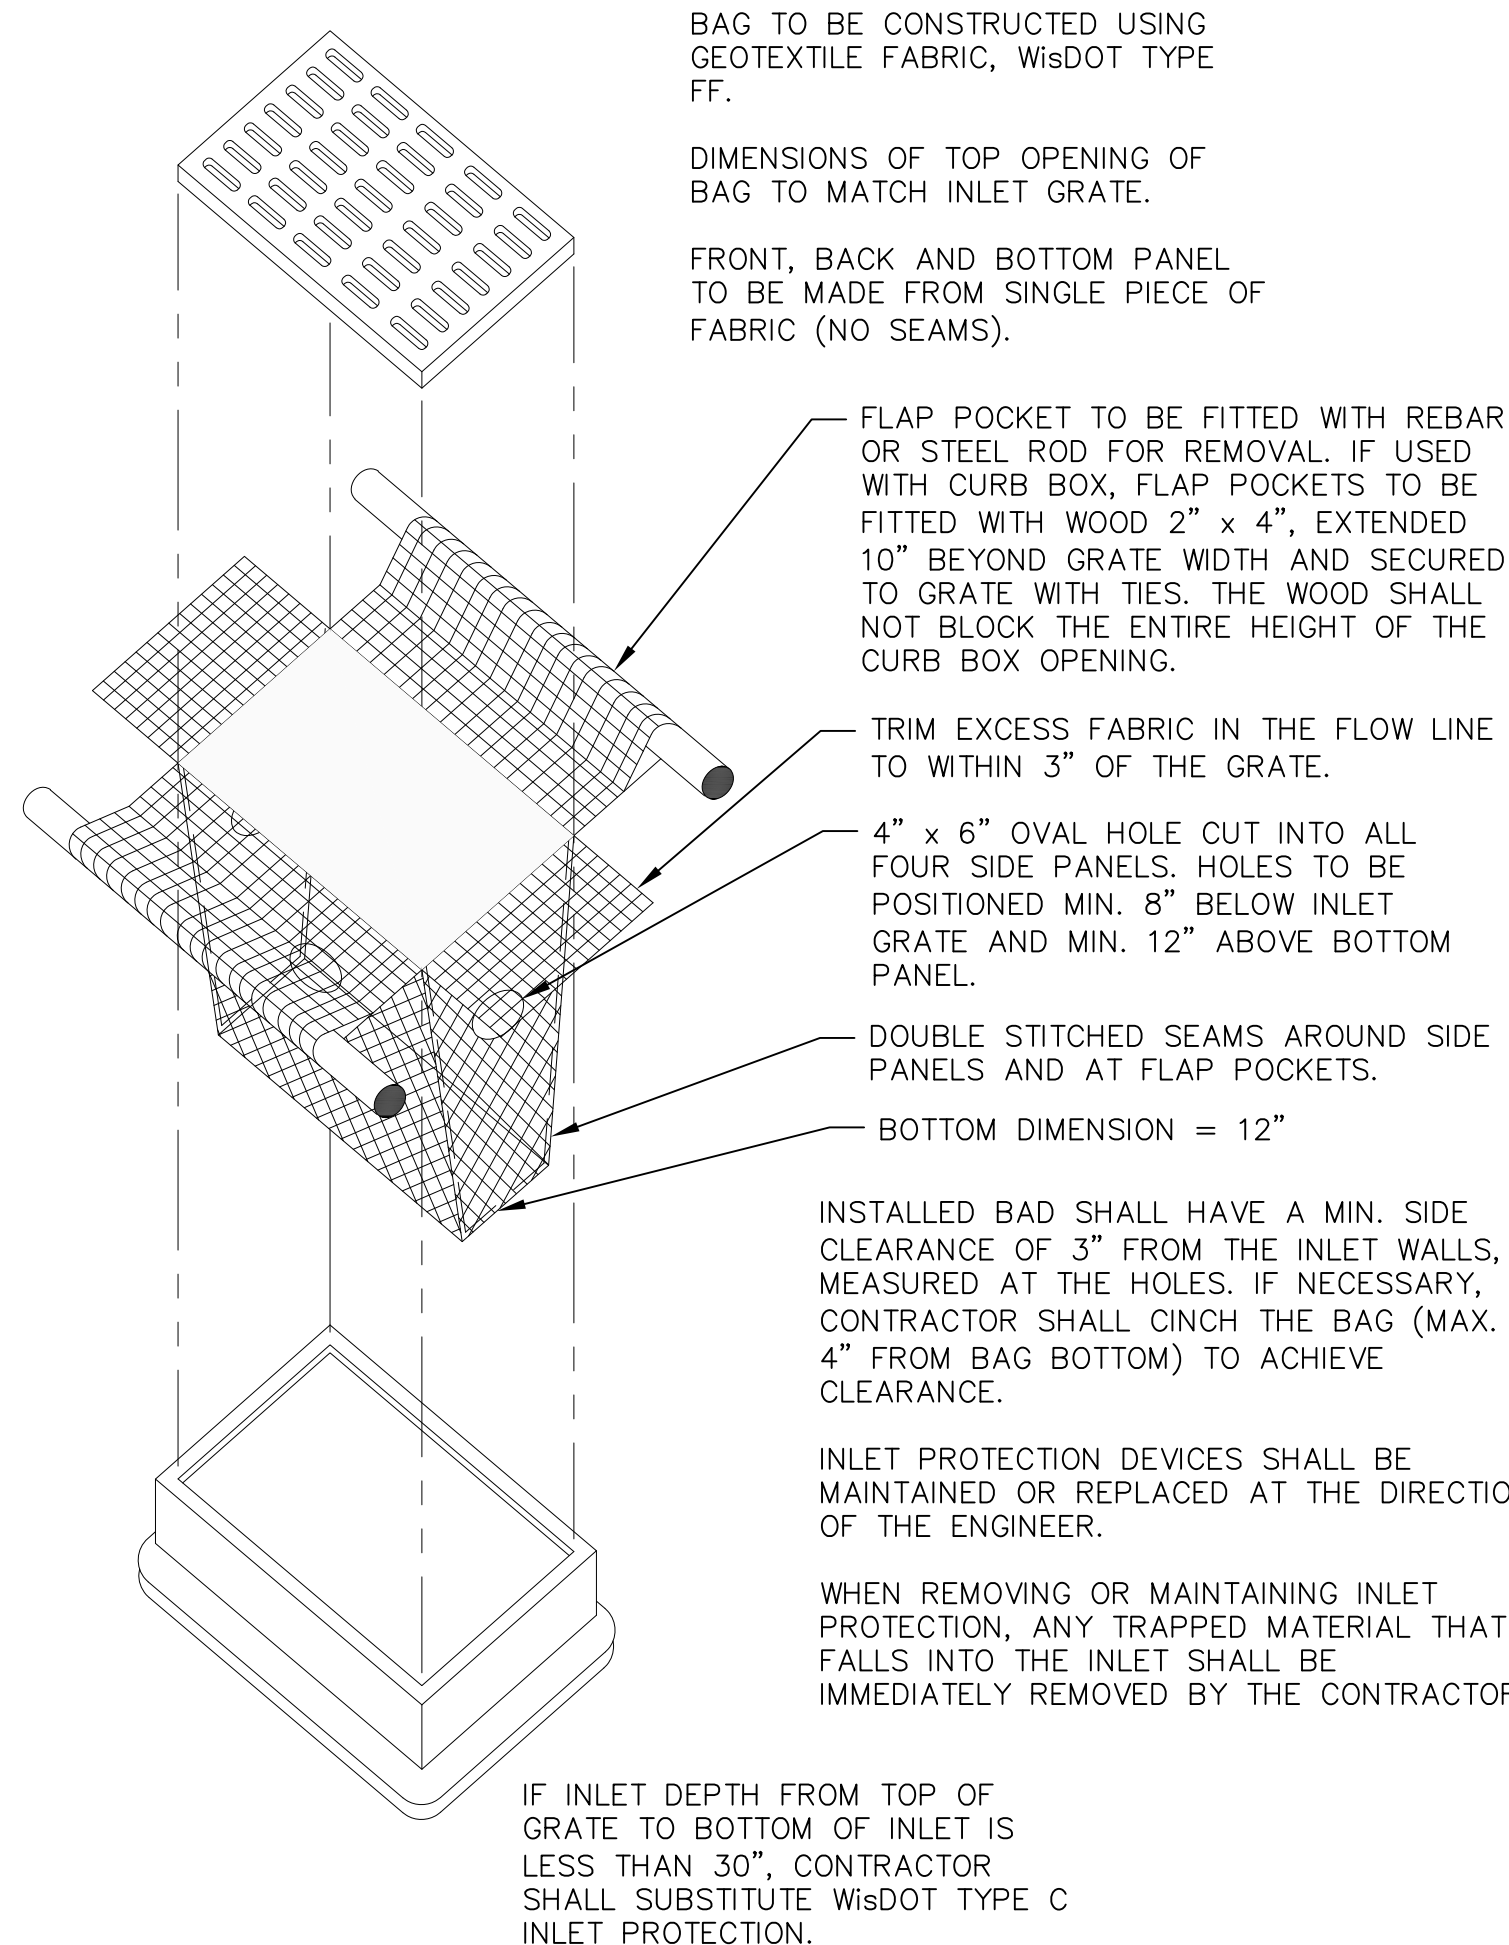 BAG TO BE CONSTRUCTED USING
GEOTEXTILE FABRIC, WisDOT TYPE
FF.
DIMENSIONS OF TOP OPENING OF
BAG TO MATCH INLET GRATE.
FRONT, BACK AND BOTTOM PANEL
TO BE MADE FROM SINGLE PIECE OF
FABRIC (NO SEAMS).
FLAP POCKET TO BE FITTED WITH REBAR
OR STEEL ROD FOR REMOVAL. IF USED
WITH CURB BOX, FLAP POCKETS TO BE
FITTED WITH WOOD 2” x 4”, EXTENDED
10” BEYOND GRATE WIDTH AND SECURED
TO GRATE WITH TIES. THE WOOD SHALL
NOT BLOCK THE ENTIRE HEIGHT OF THE
CURB BOX OPENING.
TRIM EXCESS FABRIC IN THE FLOW LINE
TO WITHIN 3” OF THE GRATE.
4” x 6” OVAL HOLE CUT INTO ALL
FOUR SIDE PANELS. HOLES TO BE
POSITIONED MIN. 8” BELOW INLET
GRATE AND MIN. 12” ABOVE BOTTOM
PANEL.
DOUBLE STITCHED SEAMS AROUND SIDE
PANELS AND AT FLAP POCKETS.
BOTTOM DIMENSION = 12”
INSTALLED BAD SHALL HAVE A MIN. SIDE
CLEARANCE OF 3” FROM THE INLET WALLS,
MEASURED AT THE HOLES. IF NECESSARY,
CONTRACTOR SHALL CINCH THE BAG (MAX.
4” FROM BAG BOTTOM) TO ACHIEVE
CLEARANCE.
INLET PROTECTION DEVICES SHALL BE
MAINTAINED OR REPLACED AT THE DIRECTIO
OF THE ENGINEER.
WHEN REMOVING OR MAINTAINING INLET
PROTECTION, ANY TRAPPED MATERIAL THAT
FALLS INTO THE INLET SHALL BE
IMMEDIATELY REMOVED BY THE CONTRACTOR
IF INLET DEPTH FROM TOP OF
GRATE TO BOTTOM OF INLET IS
LESS THAN 30”, CONTRACTOR
SHALL SUBSTITUTE WisDOT TYPE C
INLET PROTECTION.